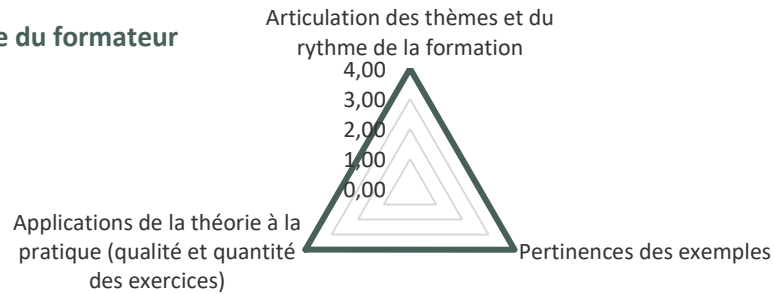 e du formateur
Articulation des thèmes et du
rythme de la formation
4,00
3,00
2,00
1,00
0,00
Applications de la théorie à la
pratique (qualité et quantité
des exercices)
Pertinences des exemples